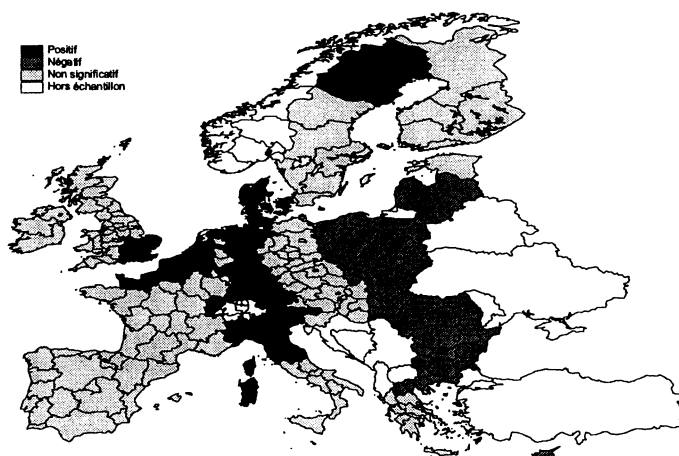 Positif
Négatif
Non significatif
Hors échantillon